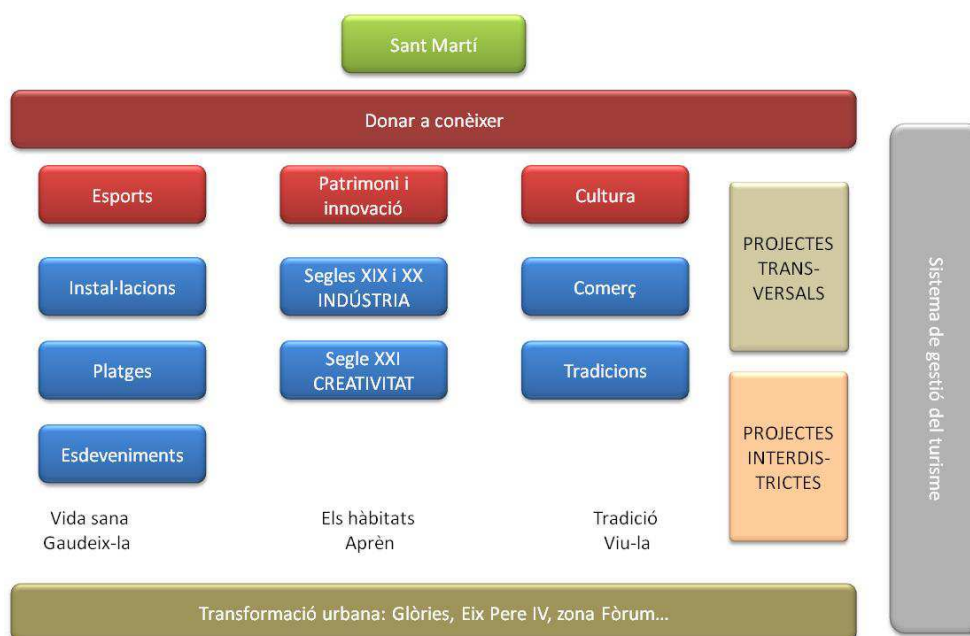 Sant Martí
Donar a conèixer
Esports
Instal·lacions
Platges
Esdeveniments
Vida sana
Gaudeix-la
Patrimoni i
innovació
Segles XIX i XX
INDÚSTRIA
Segle XXI
CREATIVITAT
Els hàbitats
Aprèn
Cultura
Comerç
Tradicions
Tradició
Viu-la
PROJECTES
TRANS-
VERSALS
PROJECTES
INTERDIS-
TRICTES
Sistema de gestió del turisme
Transformació urbana: Glòries, Eix Pere IV, zona Fòrum...